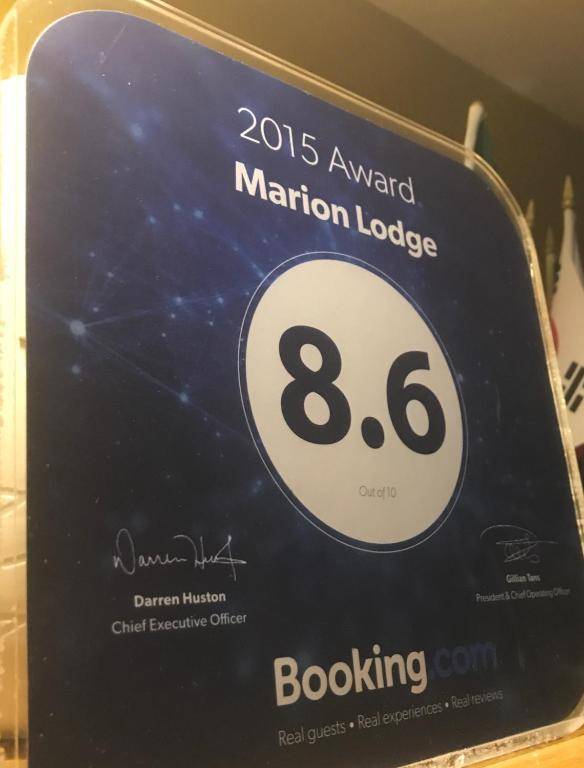 2015 Award
Marion Lodge
8.6
Out of 10
Darren Huston
Chief Executive Officer
Gillian Tans
President & Chief Operating Officer
Booking.com
Real guests • Real experiences • Real reviews